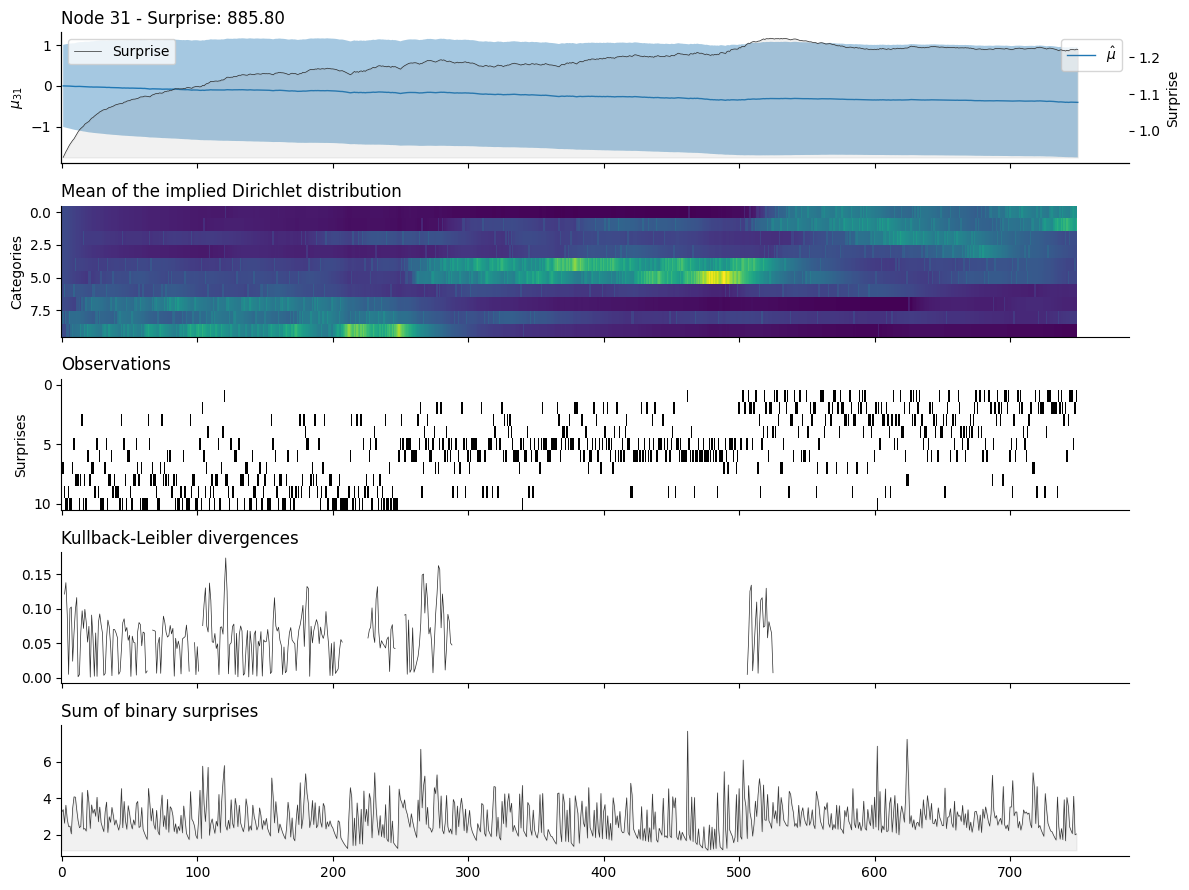 Node 31 - Surprise: 885.80
1
0
−1
μ31
Surprise
μ̂
1.2
1.1
1.0
Surprise
Mean of the implied Dirichlet distribution
0.0
2.5
5.0
7.5
Categories
Observations
0
5
10
Surprises
0 100 200 300 400 500 600 700
Kullback-Leibler divergences
0.15
0.10
0.05
0.00
Sum of binary surprises
6
4
2